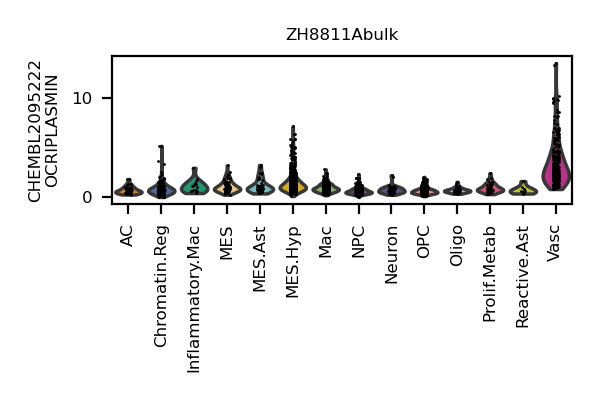 ZH8811Abulk
CHEMBL2095222
OCRIPLASMIN
10
0
AC
Chromatin.Reg
Inflammatory.Mac
MES
MES.Ast
MES.Hyp
Mac
NPC
Neuron
OPC
Oligo
Prolif.Metab
Reactive.Ast
Vasc